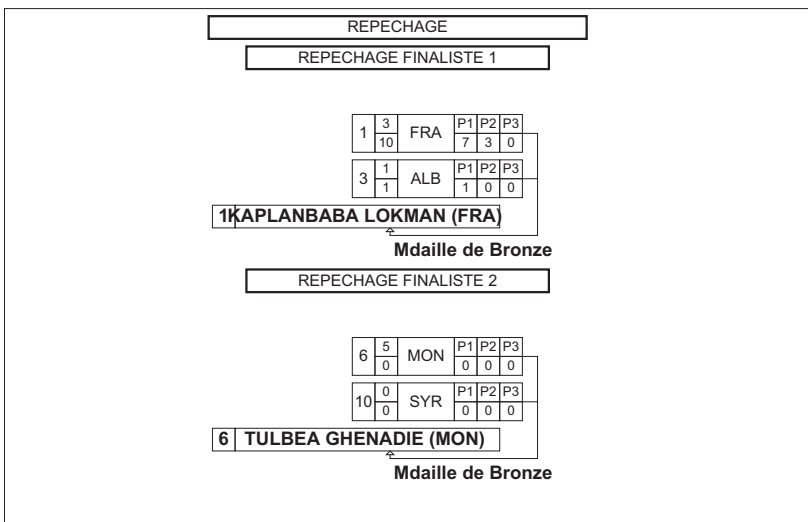 REPECHAGE
REPECHAGE FINALISTE 1
1 3 FRA P1 P2 P3
10 7 3 0
3 1 ALB P1 P2 P3
1 1 0 0
1 KAPLANBABA LOKMAN (FRA)
Mdaille de Bronze
REPECHAGE FINALISTE 2
6 5 MON P1 P2 P3
0 0 0 0
10 0 SYR P1 P2 P3
0 0 0 0
6 TULBEA GHENADIE (MON)
Mdaille de Bronze